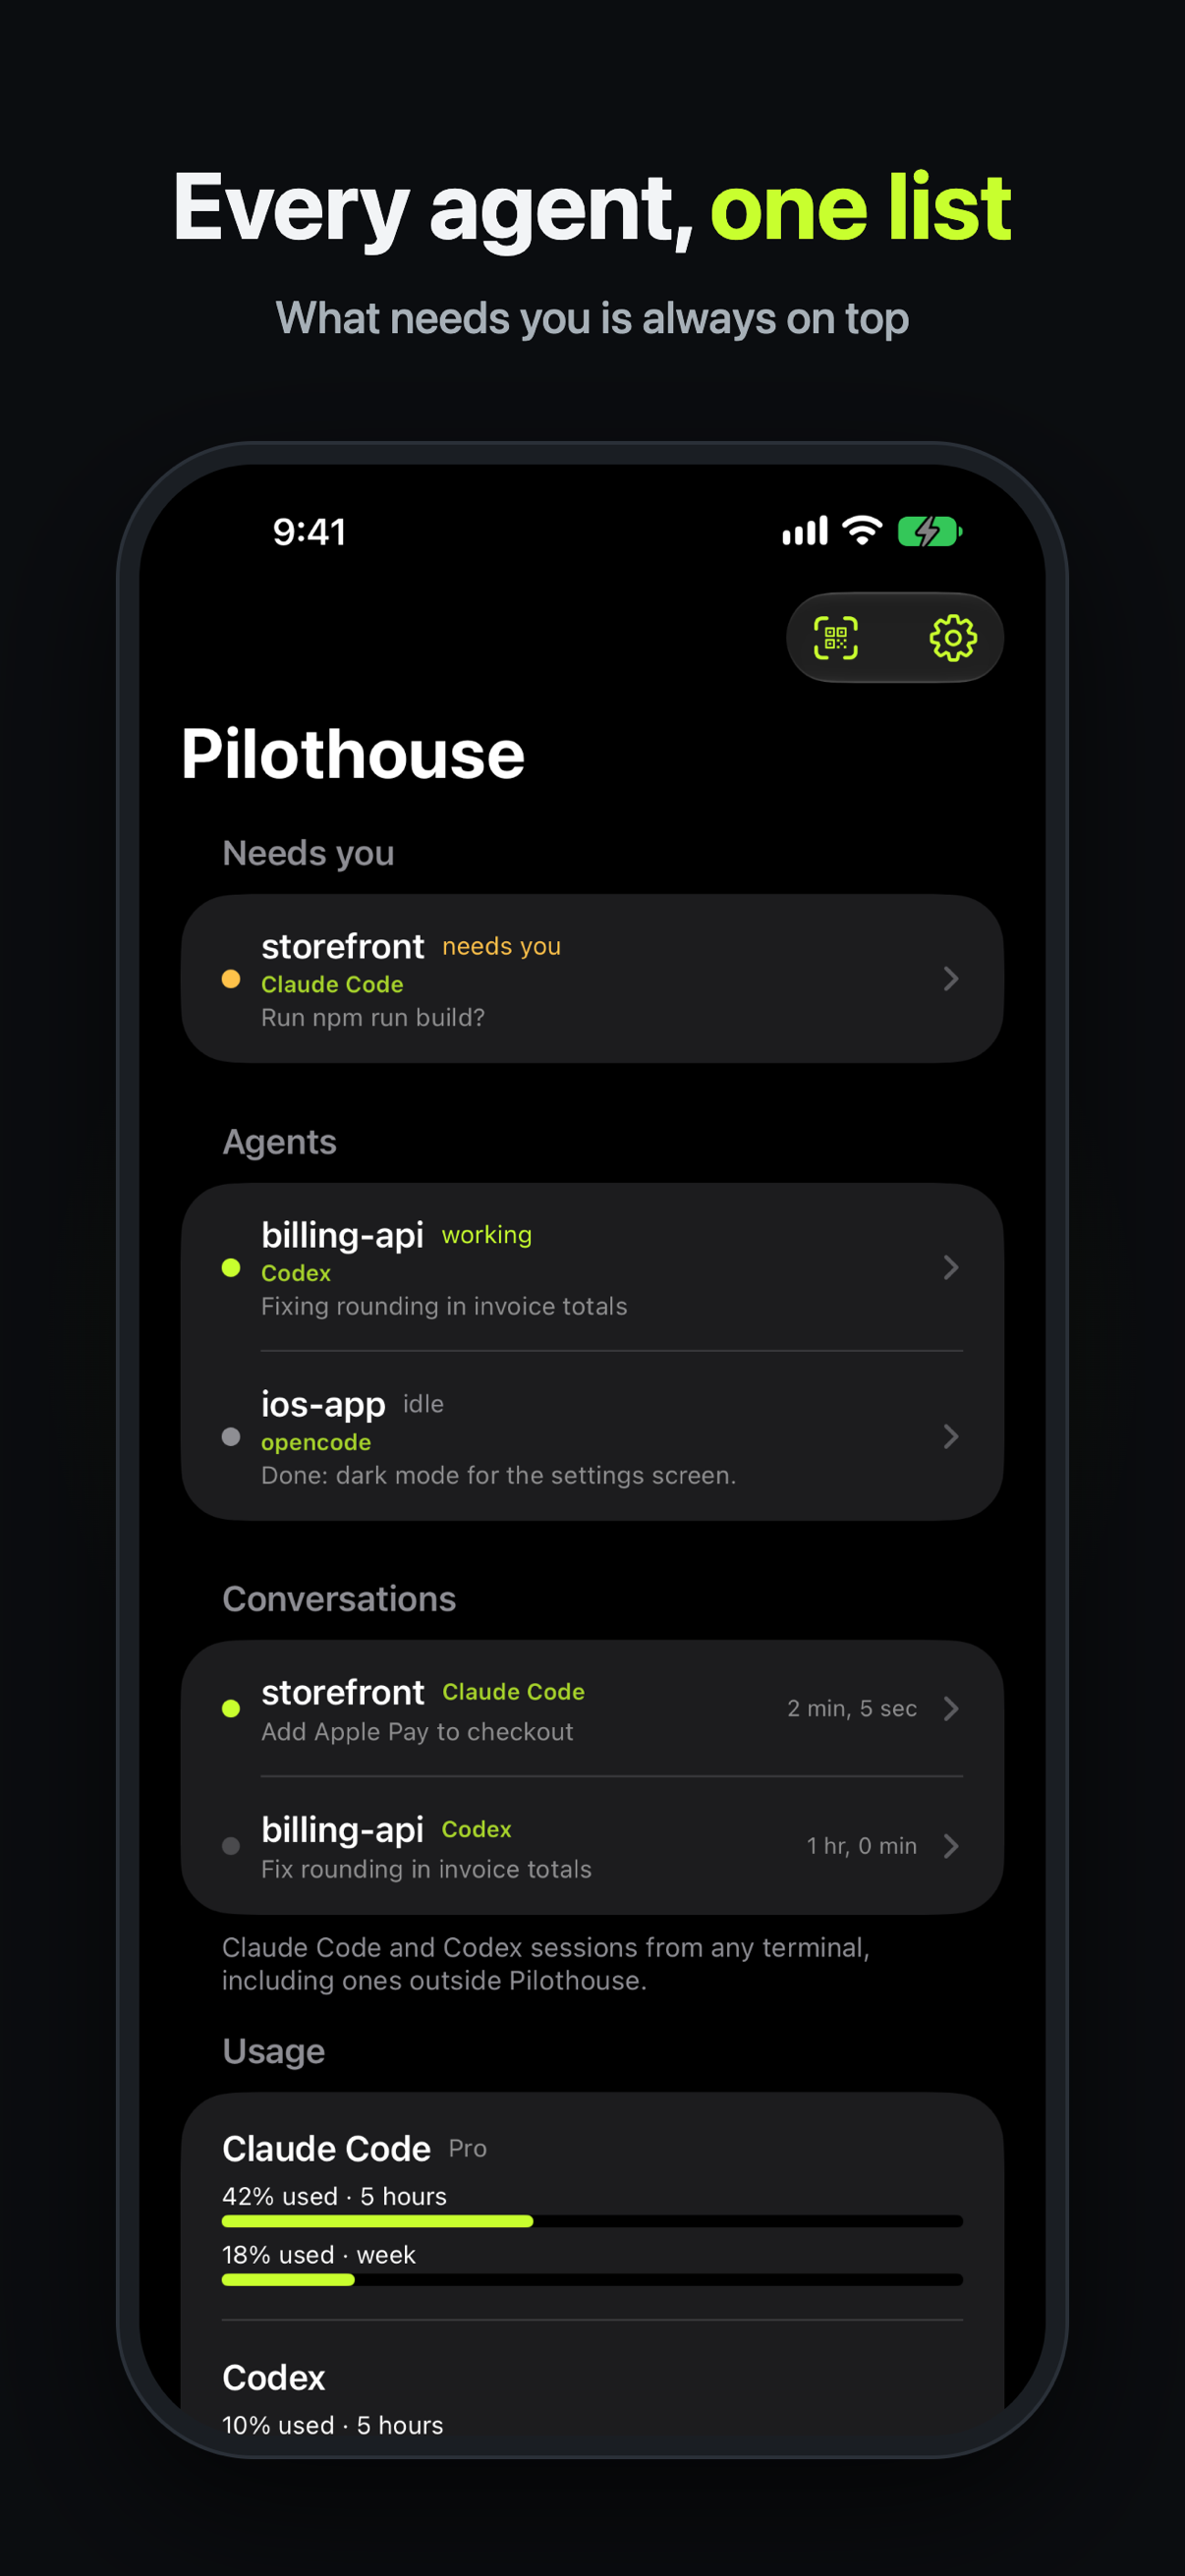 Every agent, one list
What needs you is always on top
9:41
Pilothouse
Needs you
storefront needs you
Claude Code
Run npm run build?
Agents
billing-api working
Codex
Fixing rounding in invoice totals
ios-app idle
opencode
Done: dark mode for the settings screen.
Conversations
storefront Claude Code
Add Apple Pay to checkout
2 min, 5 sec
billing-api Codex
Fix rounding in invoice totals
1 hr, 0 min
Claude Code and Codex sessions from any terminal,
including ones outside Pilothouse.
Usage
Claude Code Pro
42% used · 5 hours
18% used · week
Codex
10% used · 5 hours